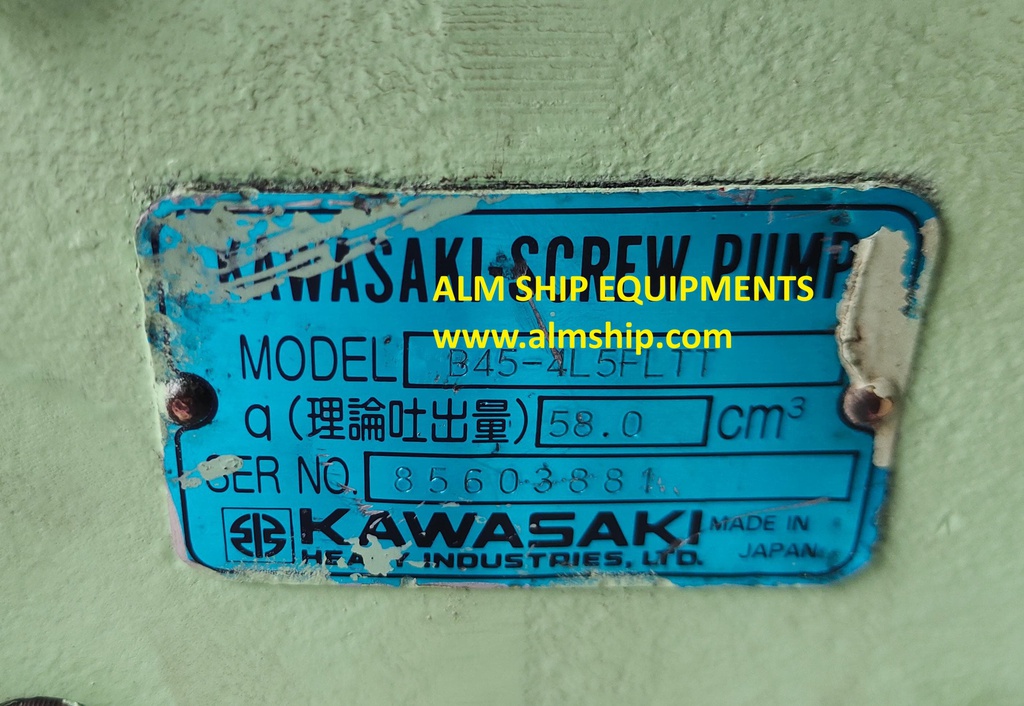 KAWASAKI-SCREW PUMP
ALM SHIP EQUIPMENTS
www.almship.com
MODEL B45-4L5FLTT
q (理論吐出量) 58.0 cm³
SER NO. 85603881
KAWASAKI MADE IN
HEAVY INDUSTRIES, LTD. JAPAN